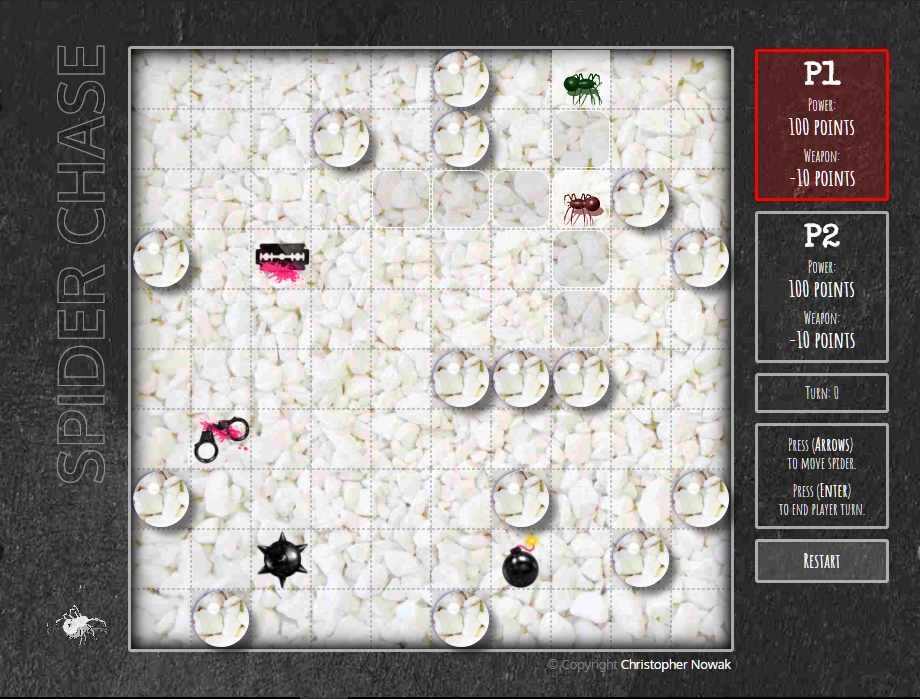 SPIDER CHASE
P1
Power:
100 points
Weapon:
-10 points
P2
Power:
100 points
Weapon:
-10 points
Turn: 0
Press (Arrows)
to move spider.
Press (Enter)
to end player turn.
Restart
© Copyright Christopher Nowak